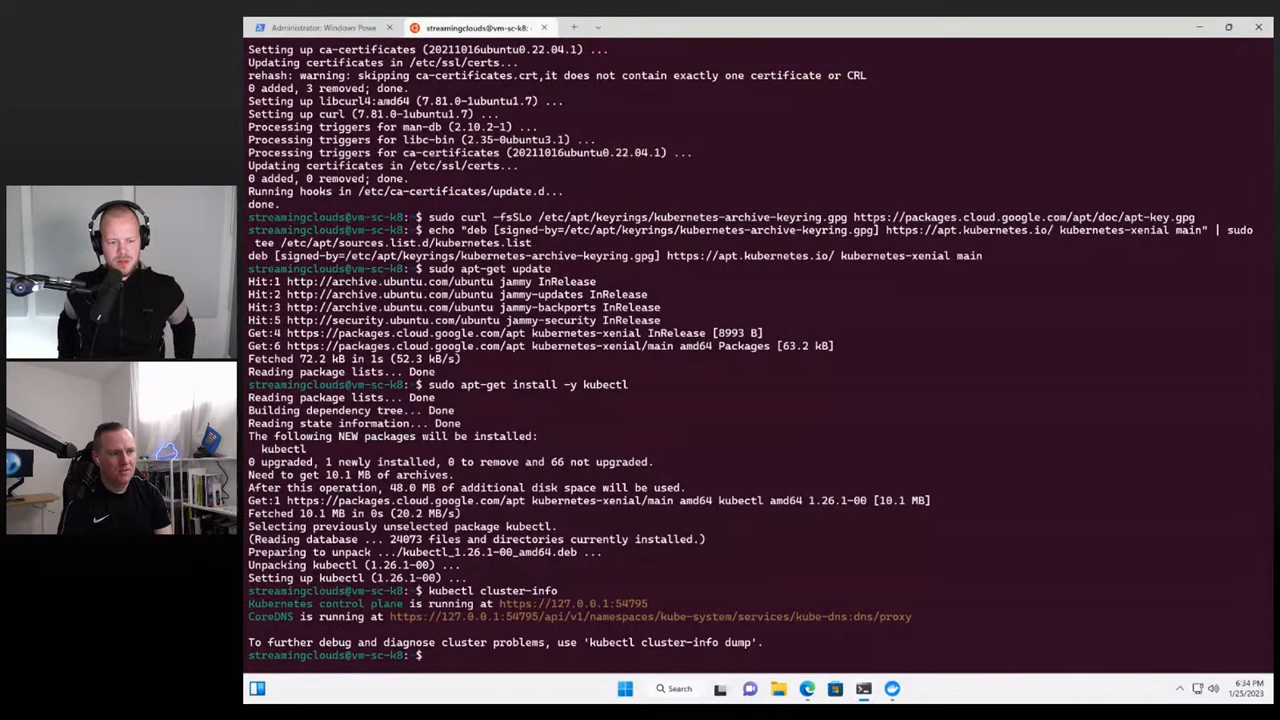 Administrator: Windows Powe
streamingclouds@vm-sc-k8:
Setting up ca-certificates (20211016ubuntu0.22.04.1) ...
Updating certificates in /etc/ssl/certs...
rehash: warning: skipping ca-certificates.crt,it does not contain exactly one certificate or CRL
0 added, 3 removed; done.
Setting up libcurl4:amd64 (7.81.0-1ubuntu1.7) ...
Setting up curl (7.81.0-1ubuntu1.7) ...
Processing triggers for man-db (2.10.2-1) ...
Processing triggers for libc-bin (2.35-0ubuntu3.1) ...
Processing triggers for ca-certificates (20211016ubuntu0.22.04.1) ...
Updating certificates in /etc/ssl/certs...
0 added, 0 removed; done.
Running hooks in /etc/ca-certificates/update.d...
done.
streamingclouds@vm-sc-k8:~$ sudo curl -fsSLo /etc/apt/keyrings/kubernetes-archive-keyring.gpg https://packages.cloud.google.com/apt/doc/apt-key.gpg
streamingclouds@vm-sc-k8:~$ echo "deb [signed-by=/etc/apt/keyrings/kubernetes-archive-keyring.gpg] https://apt.kubernetes.io/ kubernetes-xenial main" | sudo
tee /etc/apt/sources.list.d/kubernetes.list
deb [signed-by=/etc/apt/keyrings/kubernetes-archive-keyring.gpg] https://apt.kubernetes.io/ kubernetes-xenial main
streamingclouds@vm-sc-k8:~$ sudo apt-get update
Hit:1 http://archive.ubuntu.com/ubuntu jammy InRelease
Hit:2 http://archive.ubuntu.com/ubuntu jammy-updates InRelease
Hit:3 http://archive.ubuntu.com/ubuntu jammy-backports InRelease
Hit:5 http://security.ubuntu.com/ubuntu jammy-security InRelease
Get:4 https://packages.cloud.google.com/apt kubernetes-xenial InRelease [8993 B]
Get:6 https://packages.cloud.google.com/apt kubernetes-xenial/main amd64 Packages [63.2 kB]
Fetched 72.2 kB in 1s (52.3 kB/s)
Reading package lists... Done
streamingclouds@vm-sc-k8:~$ sudo apt-get install -y kubectl
Reading package lists... Done
Building dependency tree... Done
Reading state information... Done
The following NEW packages will be installed:
kubectl
0 upgraded, 1 newly installed, 0 to remove and 66 not upgraded.
Need to get 10.1 MB of archives.
After this operation, 48.0 MB of additional disk space will be used.
Get:1 https://packages.cloud.google.com/apt kubernetes-xenial/main amd64 kubectl amd64 1.26.1-00 [10.1 MB]
Fetched 10.1 MB in 0s (20.2 MB/s)
Selecting previously unselected package kubectl.
(Reading database ... 24073 files and directories currently installed.)
Preparing to unpack .../kubectl_1.26.1-00_amd64.deb ...
Unpacking kubectl (1.26.1-00) ...
Setting up kubectl (1.26.1-00) ...
streamingclouds@vm-sc-k8:~$ kubectl cluster-info
Kubernetes control plane is running at https://127.0.0.1:54795
CoreDNS is running at https://127.0.0.1:54795/api/v1/namespaces/kube-system/services/kube-dns:dns/proxy
To further debug and diagnose cluster problems, use 'kubectl cluster-info dump'.
streamingclouds@vm-sc-k8:~$
Search
6:34 PM
1/25/2023